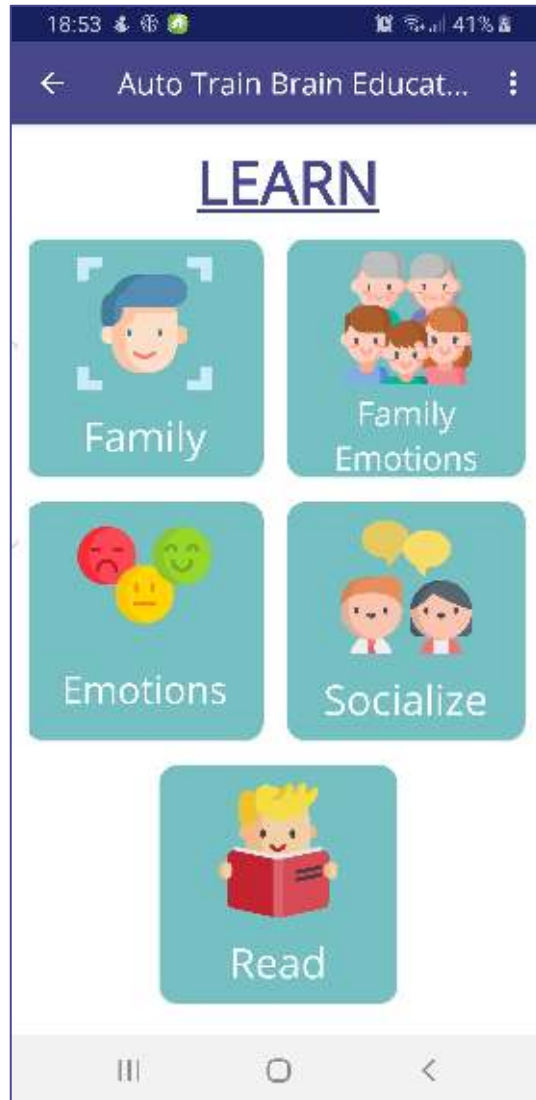 18:53
41%
Auto Train Brain Educat...
LEARN
Family
Family
Emotions
Emotions
Socialize
Read